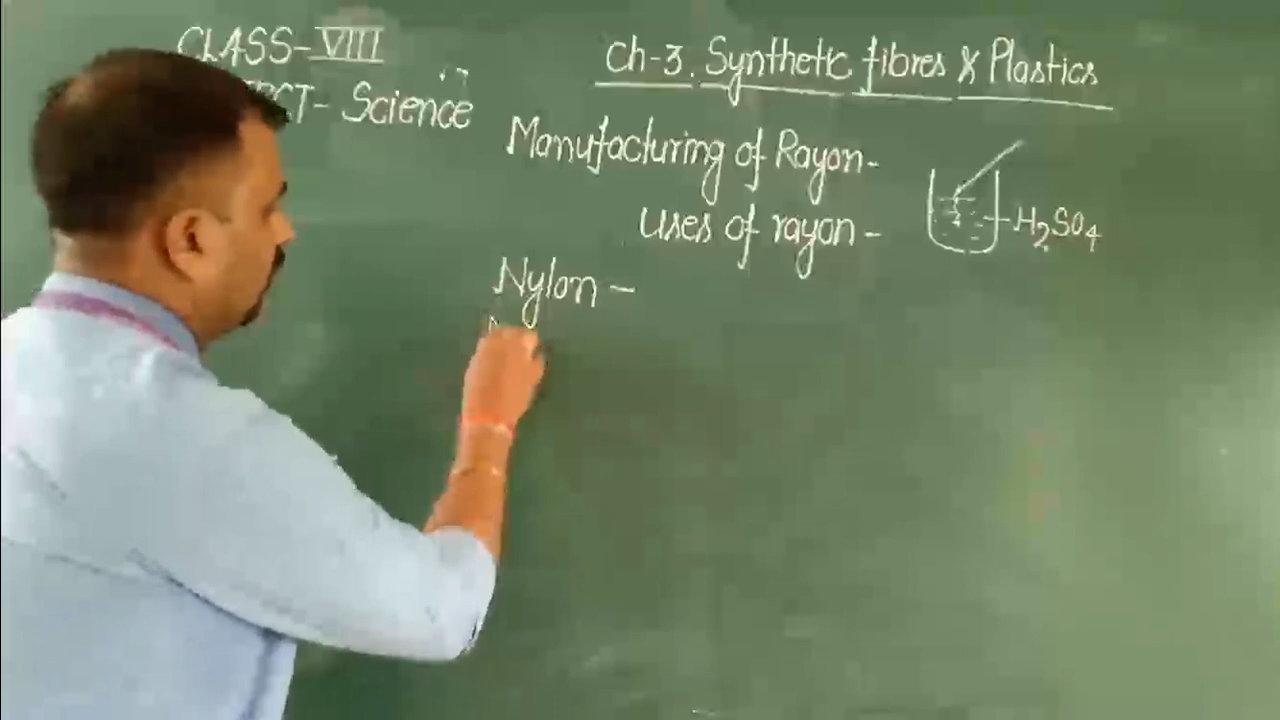 CLASS-VIII
Science
Ch-3. Synthetic fibres & Plastics
Manufacturing of Rayon-
uses of rayon -
H2SO4
Nylon -